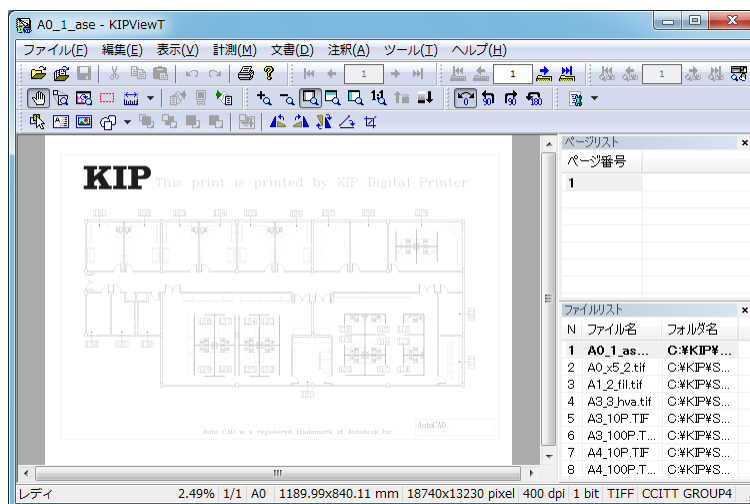 A0_1_ase - KIPViewT
ファイル(F) 編集(E) 表示(V) 計測(M) 文書(D) 注釈(A) ツール(T) ヘルプ(H)
1 1 1
0 90 90 180
KIP This print is printed by KIP Digital Printer.
Auto CAD is a registered trademark of Autodesk Inc.
AutoCAD
ページリスト
ページ番号
1
ファイルリスト
N ファイル名 フォルダ名
1 A0_1_as... C:¥KIP¥...
2 A0_x5_2.tif C:¥KIP¥S...
3 A1_2_fil.tif C:¥KIP¥S...
4 A3_3_hva.tif C:¥KIP¥S...
5 A3_10P.TIF C:¥KIP¥S...
6 A3_100P.T... C:¥KIP¥S...
7 A4_10P.TIF C:¥KIP¥S...
8 A4_100P.T... C:¥KIP¥S...
レディ 2.49% 1/1 A0 1189.99x840.11 mm 18740x13230 pixel 400 dpi 1 bit TIFF CCITT GROUP4